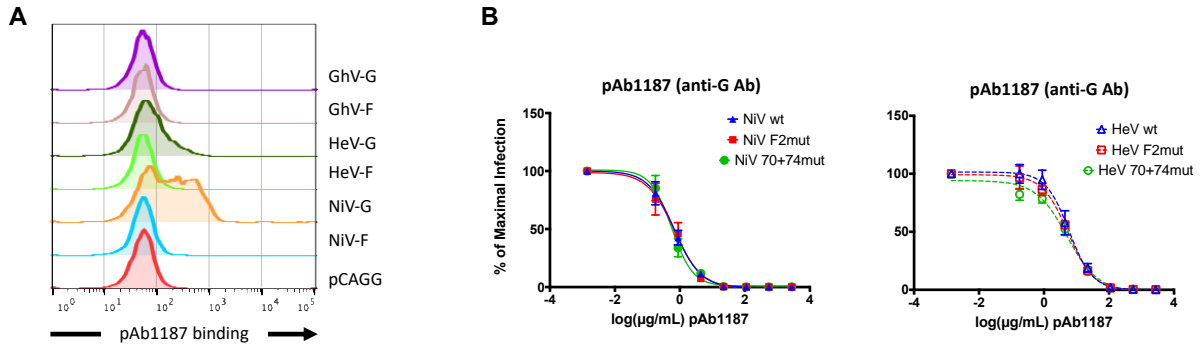 A
GhV-G
GhV-F
HeV-G
HeV-F
NiV-G
NiV-F
pCAGG
10^0 10^1 10^2 10^3 10^4 10^5
pAb1187 binding
B
pAb1187 (anti-G Ab)
% of Maximal Infection
150
100
50
0
NiV wt
NiV F2mut
NiV 70+74mut
-4 -2 0 2 4
log(µg/mL) pAb1187
pAb1187 (anti-G Ab)
150
100
50
0
HeV wt
HeV F2mut
HeV 70+74mut
-4 -2 0 2 4
log(µg/mL) pAb1187